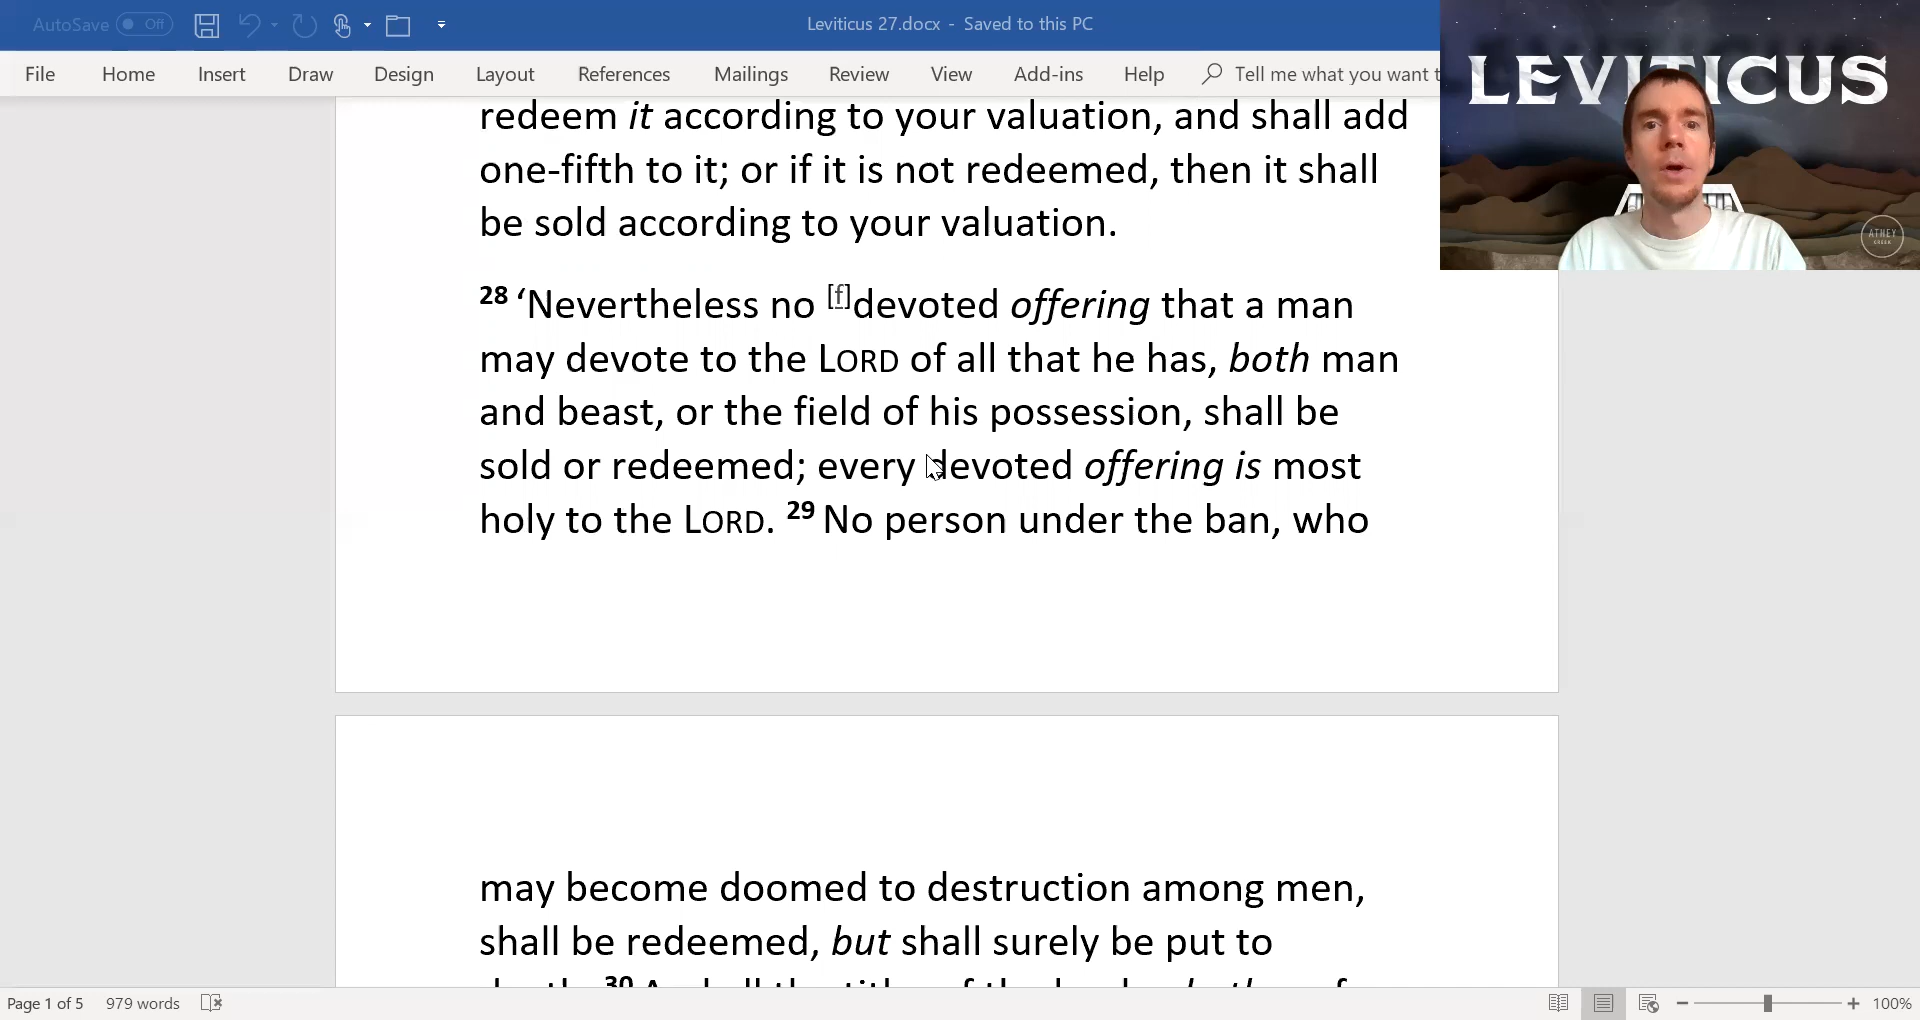 AutoSave Off
Leviticus 27.docx - Saved to this PC
File Home Insert Draw Design Layout References Mailings Review View Add-ins Help Tell me what you want t
LEVITICUS
ATHEY
CREEK
redeem it according to your valuation, and shall add
one-fifth to it; or if it is not redeemed, then it shall
be sold according to your valuation.
28 ‘Nevertheless no [f]devoted offering that a man
may devote to the LORD of all that he has, both man
and beast, or the field of his possession, shall be
sold or redeemed; every devoted offering is most
holy to the LORD. 29 No person under the ban, who
may become doomed to destruction among men,
shall be redeemed, but shall surely be put to
30
Page 1 of 5 979 words 100%